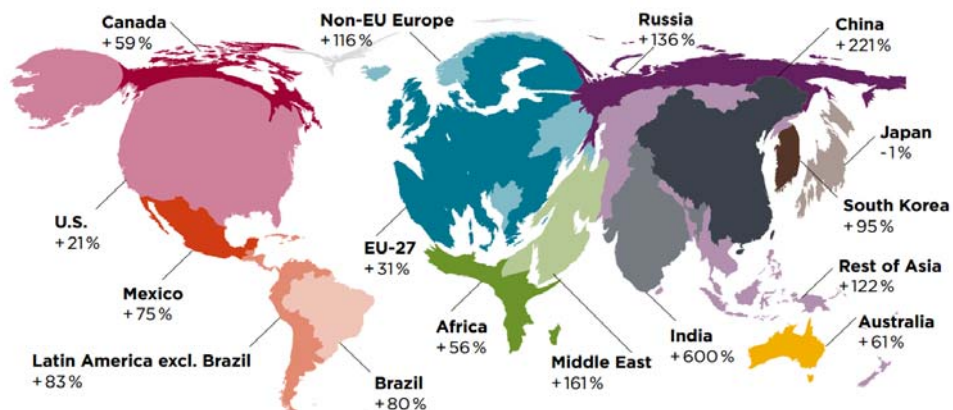 Canada
+59%
Non-EU Europe
+116%
Russia
+136%
China
+221%
Japan
-1%
South Korea
+95%
U.S.
+21%
EU-27
+31%
Mexico
+75%
Rest of Asia
+122%
Latin America excl. Brazil
+83%
Brazil
+80%
Africa
+56%
Middle East
+161%
India
+600%
Australia
+61%